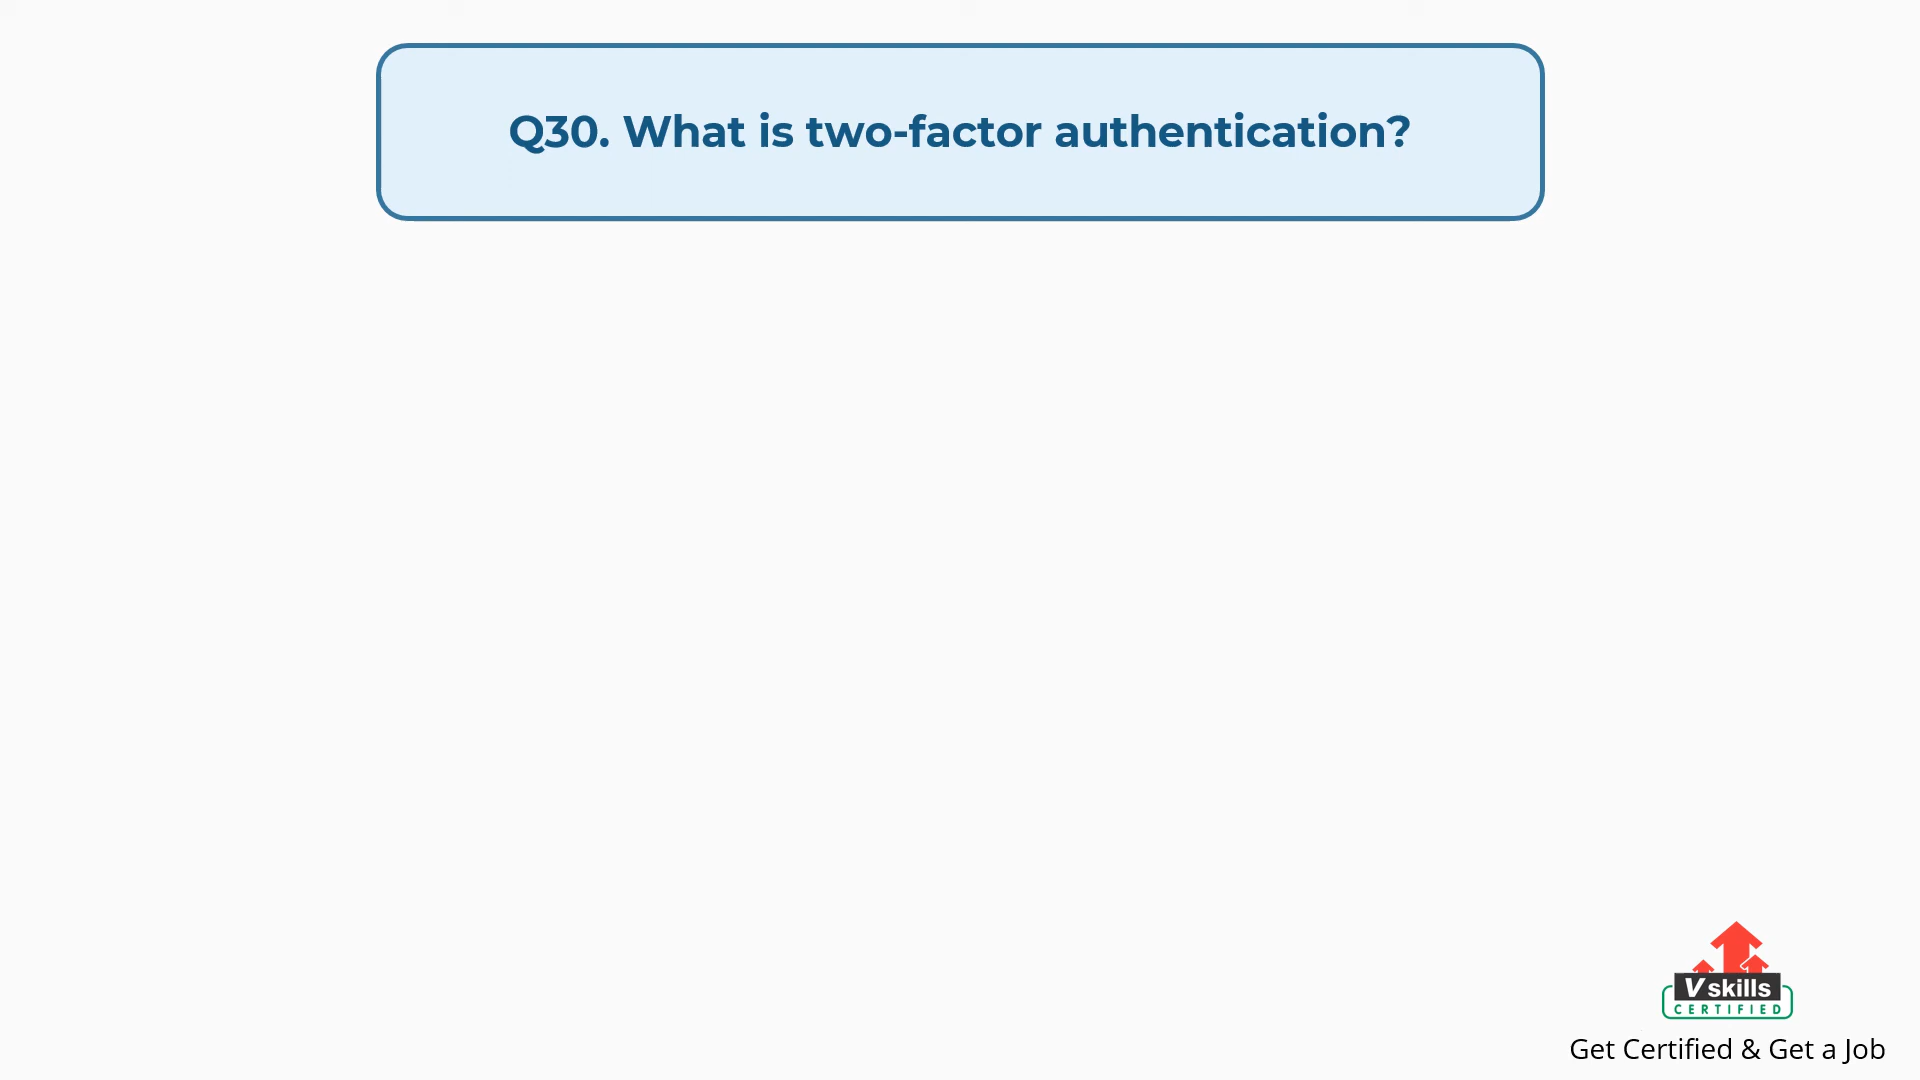 Q30. What is two-factor authentication?
Vskills
CERTIFIED
Get Certified & Get a Job